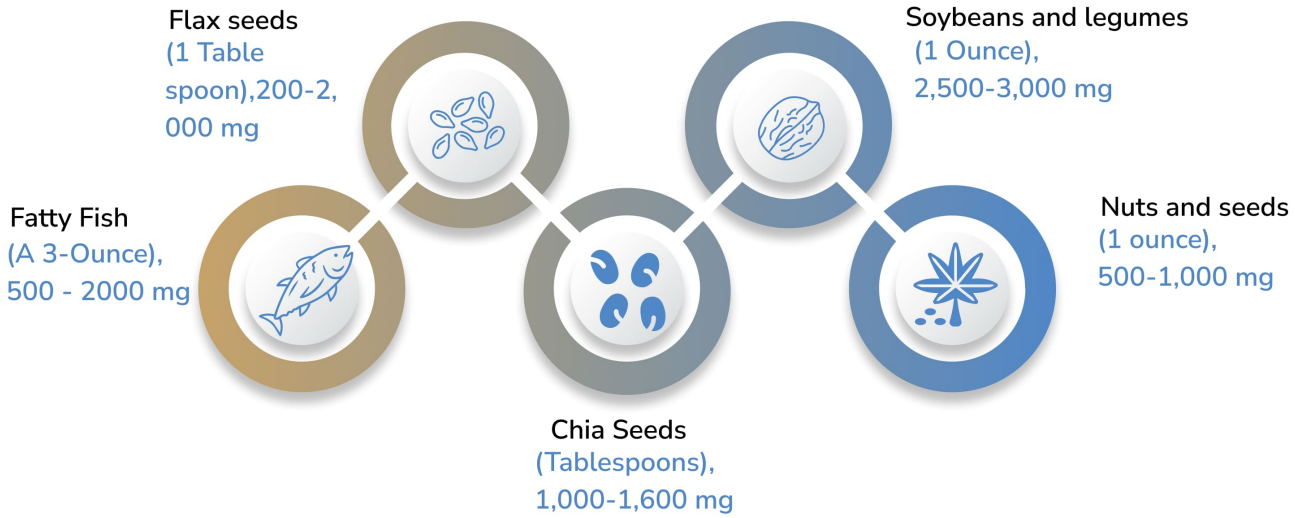 Flax seeds
(1 Table
spoon),200-2,
000 mg
Soybeans and legumes
(1 Ounce),
2,500-3,000 mg
Fatty Fish
(A 3-Ounce),
500 - 2000 mg
Nuts and seeds
(1 ounce),
500-1,000 mg
Chia Seeds
(Tablespoons),
1,000-1,600 mg